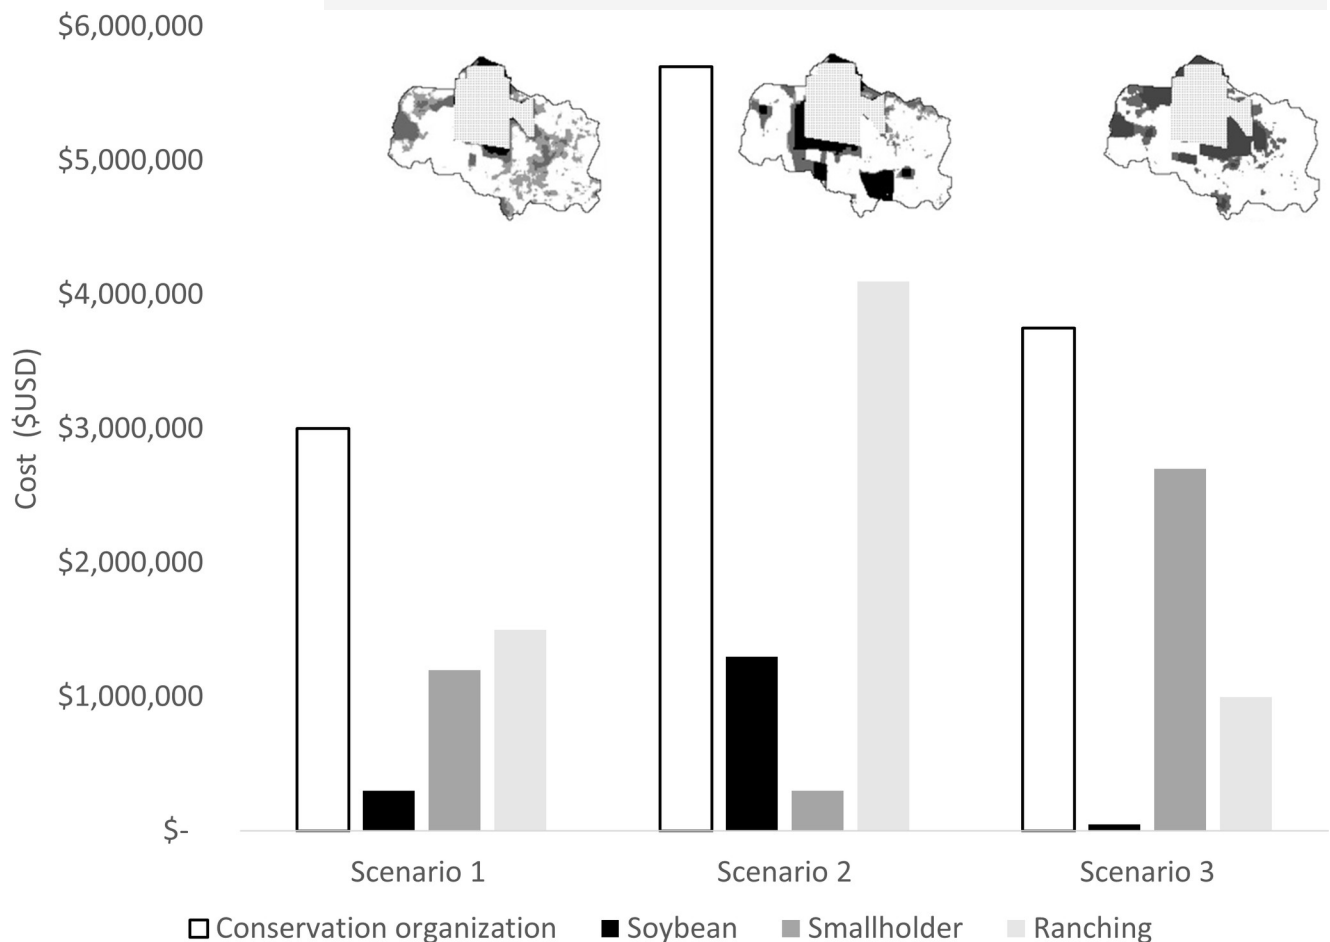 $6,000,000
$5,000,000
$4,000,000
$3,000,000
$2,000,000
$1,000,000
$-
Cost ($USD)
Scenario 1 Scenario 2 Scenario 3
Conservation organization Soybean Smallholder Ranching